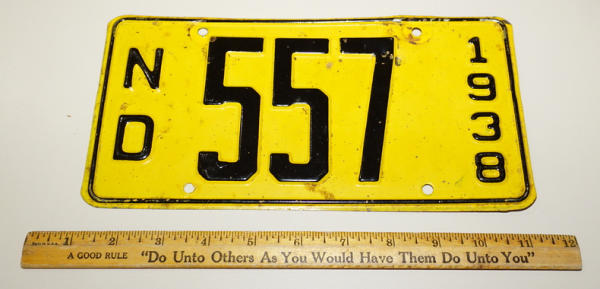 ND 557 1938
1 2 3 4 5 6 7 8 9 10 11 12
A GOOD RULE "Do Unto Others As You Would Have Them Do Unto You"